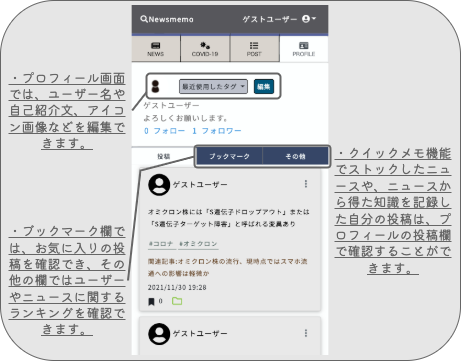 Newsmemo ゲストユーザー
NEWS COVID-19 POST PROFILE
最近使用したタグ 編集
ゲストユーザー
よろしくお願いします。
0 フォロー 1 フォロワー
投稿 ブックマーク その他
ゲストユーザー
オミクロン株には「S遺伝子ドロップアウト」または
「S遺伝子ターゲット障害」と呼ばれる変異あり
#コロナ #オミクロン
関連記事:オミクロン株の流行、現時点ではスマホ流
通への影響は軽微か
2021/11/30 19:28
0
ゲストユーザー
・プロフィール画面
では、ユーザー名や
自己紹介文、アイコ
ン画像などを編集で
きます。
・ブックマーク欄で
は、お気に入りの投
稿を確認でき、その
他の欄ではユーザー
やニュースに関する
ランキングを確認で
きます。
・クイックメモ機能
でストックしたニュ
ースや、ニュースか
ら得た知識を記録し
た自分の投稿は、プ
ロフィールの投稿欄
で確認することがで
きます。